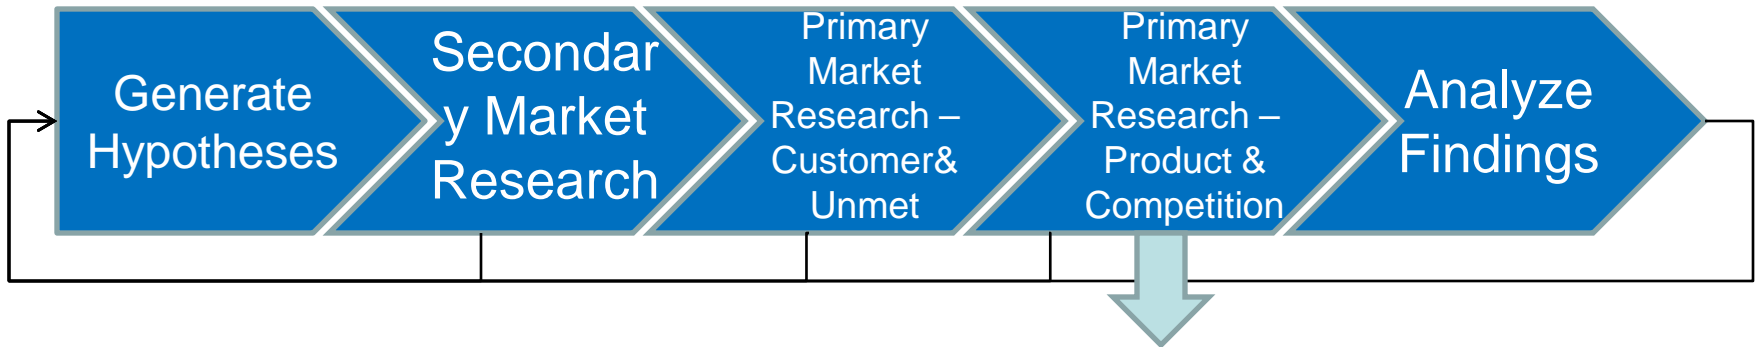 Generate
Hypotheses
Secondar
y Market
Research
Primary
Market
Research –
Customer&
Unmet
Primary
Market
Research –
Product &
Competition
Analyze
Findings